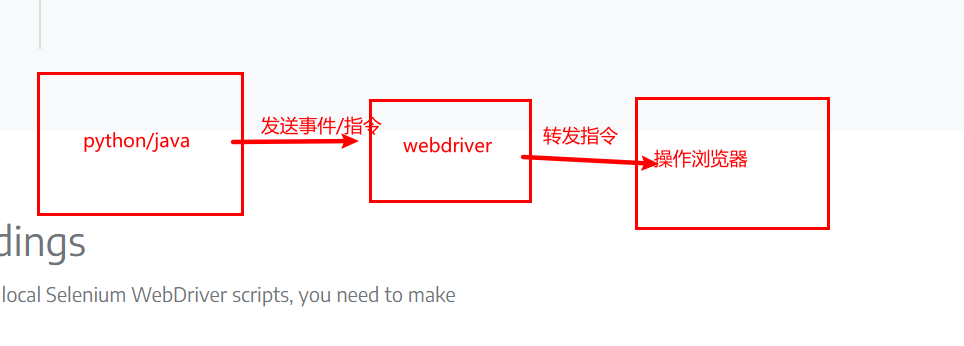 python/java
发送事件/指令
webdriver
转发指令
操作浏览器
dings
local Selenium WebDriver scripts, you need to make